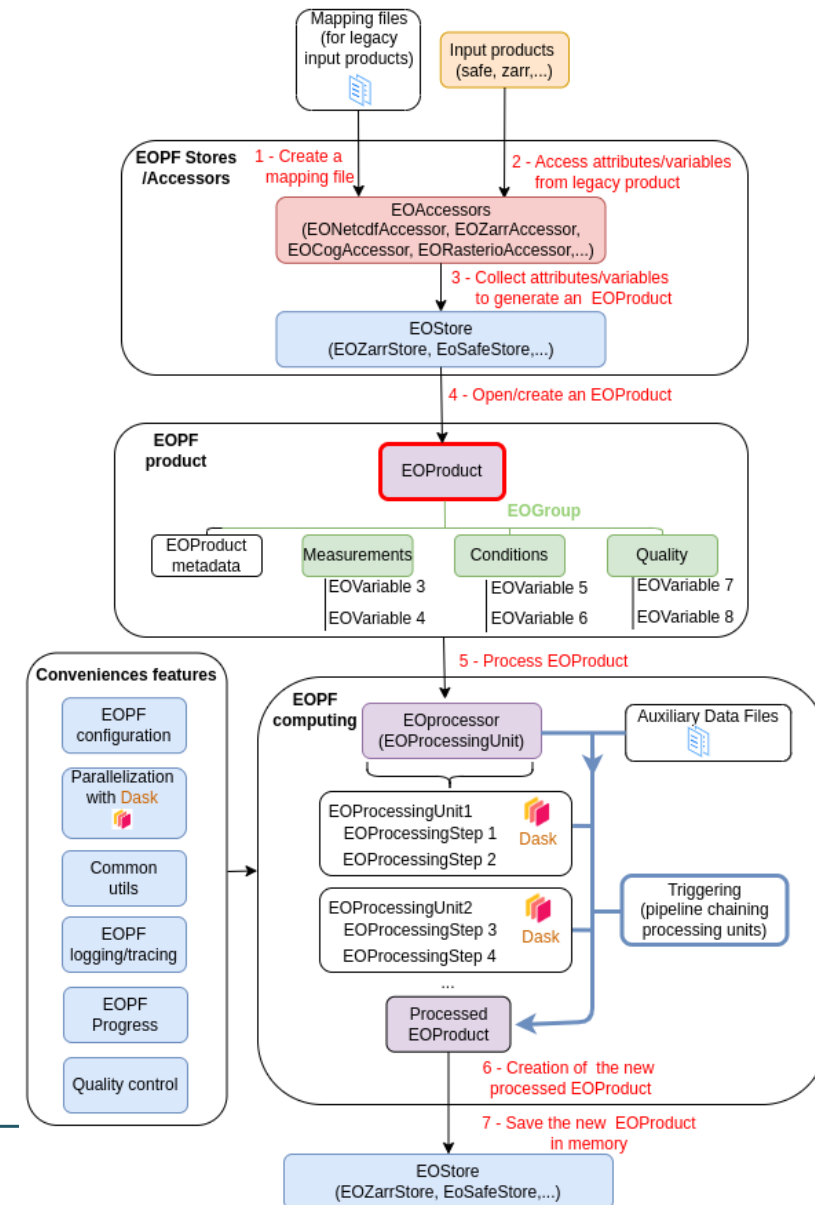 Mapping files
(for legacy
input products)
Input products
(safe, zarr,...)
EOPF Stores
/Accessors
1 - Create a
mapping file
2 - Access attributes/variables
from legacy product
EOAccessors
(EONetcdfAccessor, EOZarrAccessor,
EOCogAccessor, EORasterioAccessor,...)
3 - Collect attributes/variables
to generate an EOProduct
EOStore
(EOZarrStore, EoSafeStore,...)
4 - Open/create an EOProduct
EOPF
product
EOProduct
EOGroup
EOProduct
metadata
Measurements
EOVariable 3
EOVariable 4
Conditions
EOVariable 5
EOVariable 6
Quality
EOVariable 7
EOVariable 8
5 - Process EOProduct
Conveniences features
EOPF
configuration
Parallelization
with Dask
Common
utils
EOPF
logging/tracing
EOPF
Progress
Quality control
EOPF
computing
EOprocessor
(EOProcessingUnit)
Auxiliary Data Files
EOProcessingUnit1
EOProcessingStep 1
EOProcessingStep 2
Dask
EOProcessingUnit2
EOProcessingStep 3
EOProcessingStep 4
Dask
...
Triggering
(pipeline chaining
processing units)
Processed
EOProduct
6 - Creation of the new
processed EOProduct
7 - Save the new EOProduct
in memory
EOStore
(EOZarrStore, EoSafeStore,...)